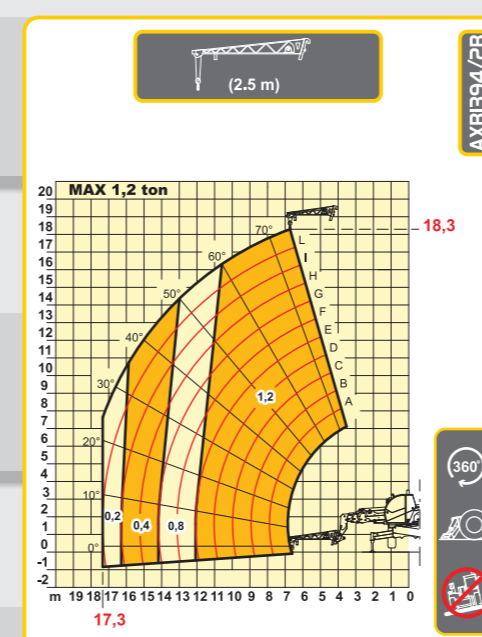 (2.5 m)
AXB1394/2B
MAX 1,2 ton
20
19
18
17
16
15
14
13
12
11
10
9
8
7
6
5
4
3
2
1
0
-1
-2
70°
60°
50°
40°
30°
20°
10°
0°
L
I
H
G
F
E
D
C
B
A
18,3
1,2
0,2
0,4
0,8
360°
m 19 18 17 16 15 14 13 12 11 10 9 8 7 6 5 4 3 2 1 0
17,3